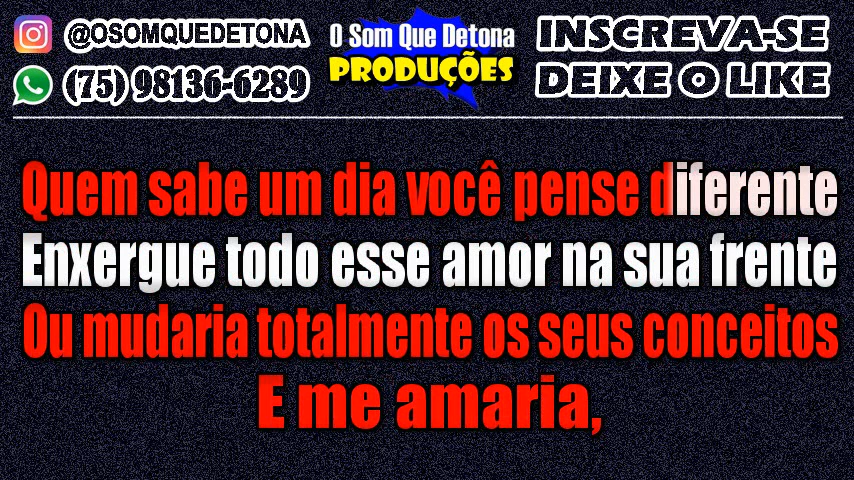 @OSOMQUEDETONA
(75) 98136-6289
O Som Que Detona
PRODUÇÕES
INSCREVA-SE
DEIXE O LIKE
Quem sabe um dia você pense diferente
Enxergue todo esse amor na sua frente
Ou mudaria totalmente os seus conceitos
E me amaria,